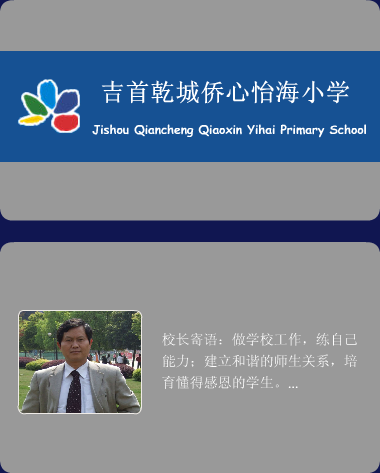 吉首乾城侨心怡海小学
Jishou Qiancheng Qiaoxin Yihai Primary School
校长寄语：做学校工作，练自己
能力；建立和谐的师生关系，培
育懂得感恩的学生。...